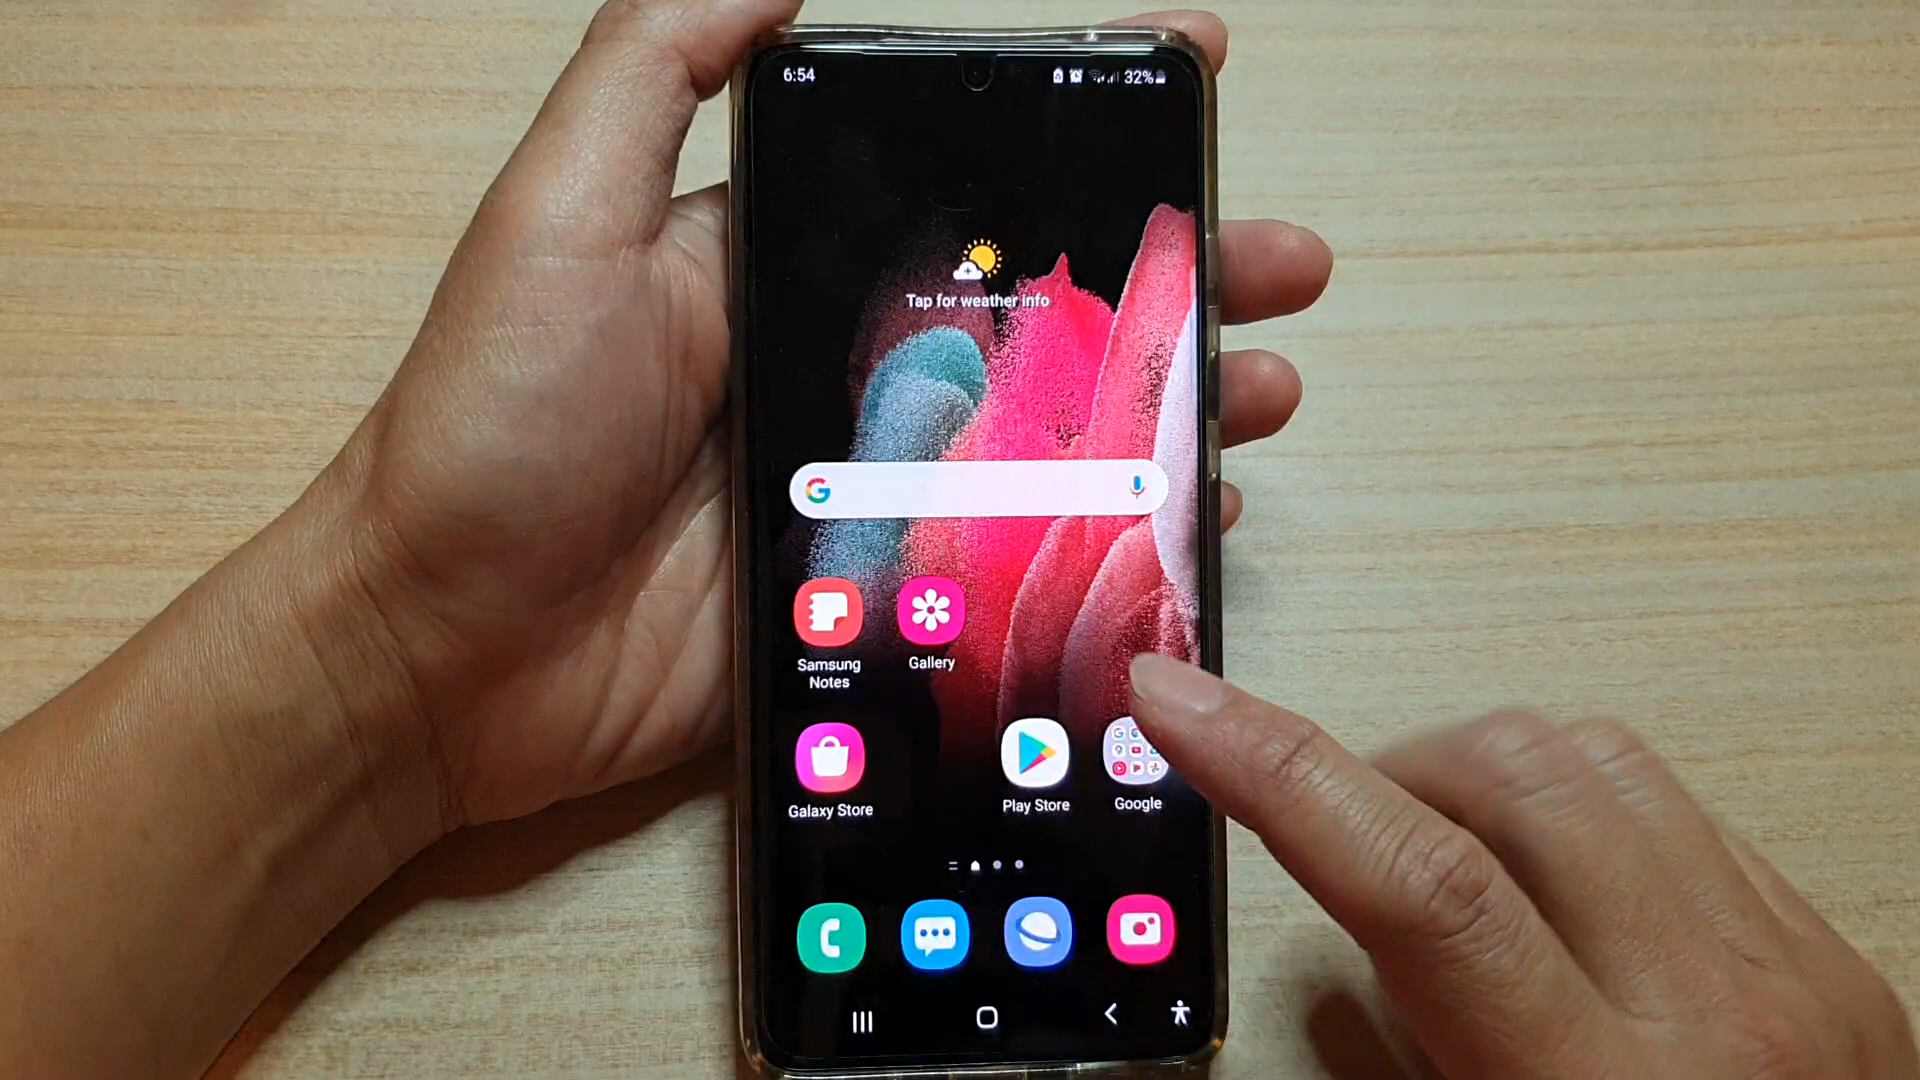 6:54
32%
Tap for weather info
Samsung
Notes
Gallery
Galaxy Store
Play Store
Google